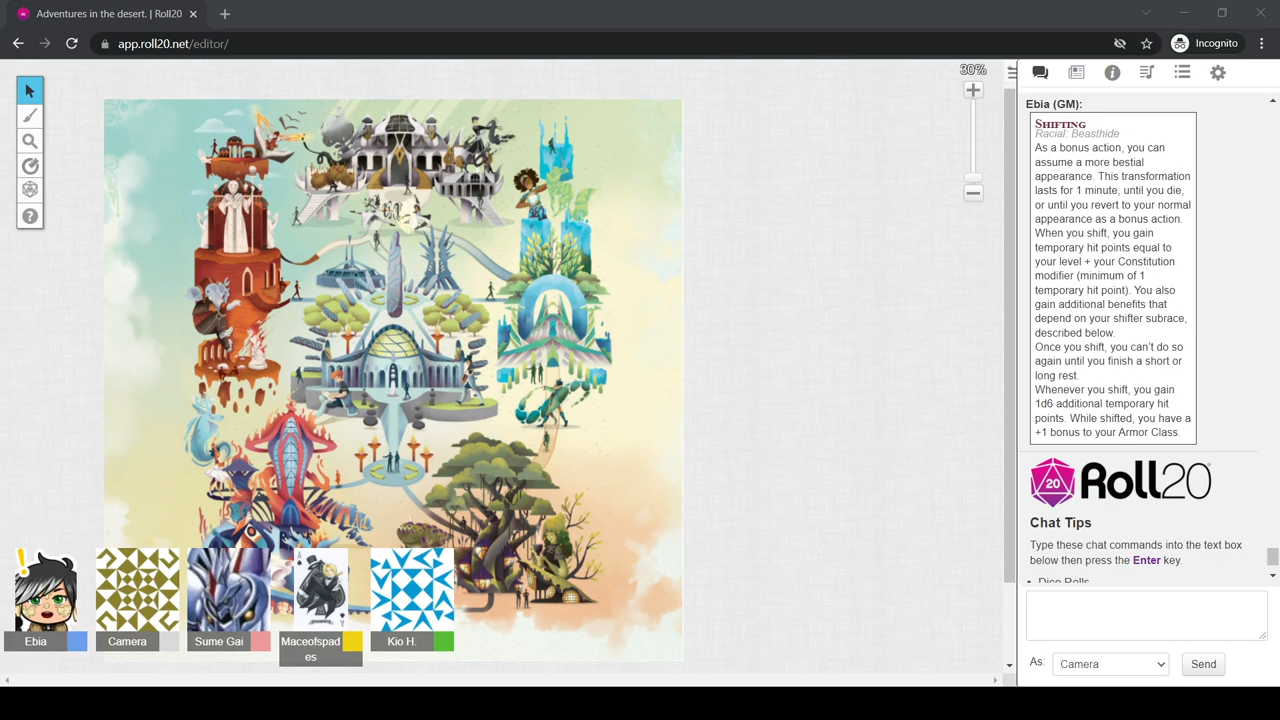 Adventures in the desert. | Roll20
app.roll20.net/editor/
Incognito
30%
Ebia (GM):
SHIFTING
Racial: Beasthide
As a bonus action, you can
assume a more bestial
appearance. This transformation
lasts for 1 minute, until you die,
or until you revert to your normal
appearance as a bonus action.
When you shift, you gain
temporary hit points equal to
your level + your Constitution
modifier (minimum of 1
temporary hit point). You also
gain additional benefits that
depend on your shifter subrace,
described below.
Once you shift, you can't do so
again until you finish a short or
long rest.
Whenever you shift, you gain
1d6 additional temporary hit
points. While shifted, you have a
+1 bonus to your Armor Class.
20 Roll20
Chat Tips
Type these chat commands into the text box
below then press the Enter key.
• Dice Rolls
Ebia
Camera
Sume Gai
Maceofspad
es
Kio H.
As:
Camera
Send